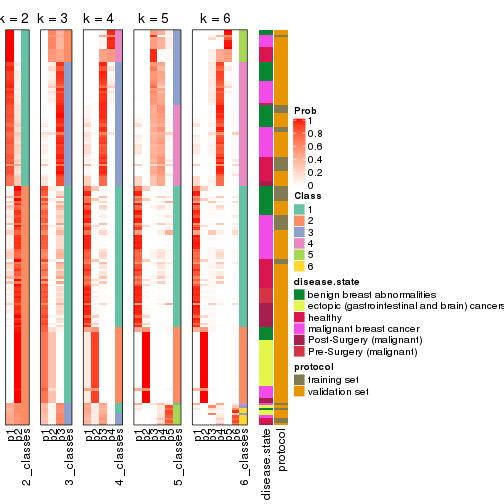 k = 2 k = 3 k = 4 k = 5 k = 6
Prob
1
0.8
0.6
0.4
0.2
0
Class
1
2
3
4
5
6
disease.state
benign breast abnormalities
ectopic (gastrointestinal and brain) cancers
healthy
malignant breast cancer
Post-Surgery (malignant)
Pre-Surgery (malignant)
protocol
training set
validation set
p1 p2 2_classes p1 p2 p3 3_classes p1 p2 p3 p4 4_classes p1 p2 p3 p4 p5 5_classes p1 p2 p3 p4 p5 p6 6_classes disease.state protocol